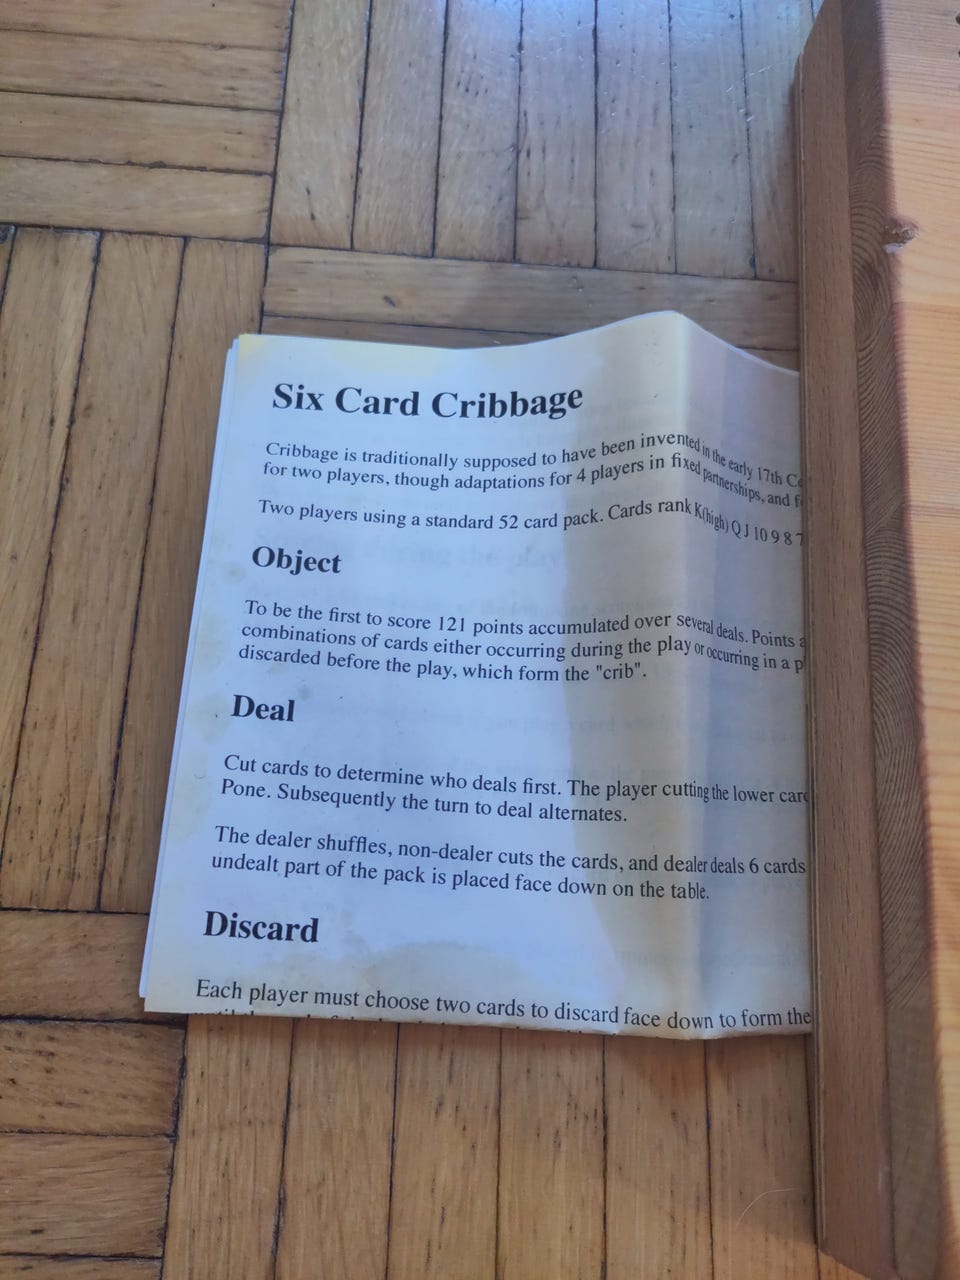 Six Card Cribbage
Cribbage is traditionally supposed to have been invented in the early 17th
for two players, though adaptations for 4 players in fixed partnerships, and
Two players using a standard 52 card pack. Cards rank K(high) Q J 10 9 8 7
Object
To be the first to score 121 points accumulated over several deals. Points
combinations of cards either occurring during the play or occurring in a
discarded before the play, which form the "crib".
Deal
Cut cards to determine who deals first. The player cutting the lower
Pone. Subsequently the turn to deal alternates.
The dealer shuffles, non-dealer cuts the cards, and dealer deals 6 cards
undealt part of the pack is placed face down on the table.
Discard
Each player must choose two cards to discard face down to form the